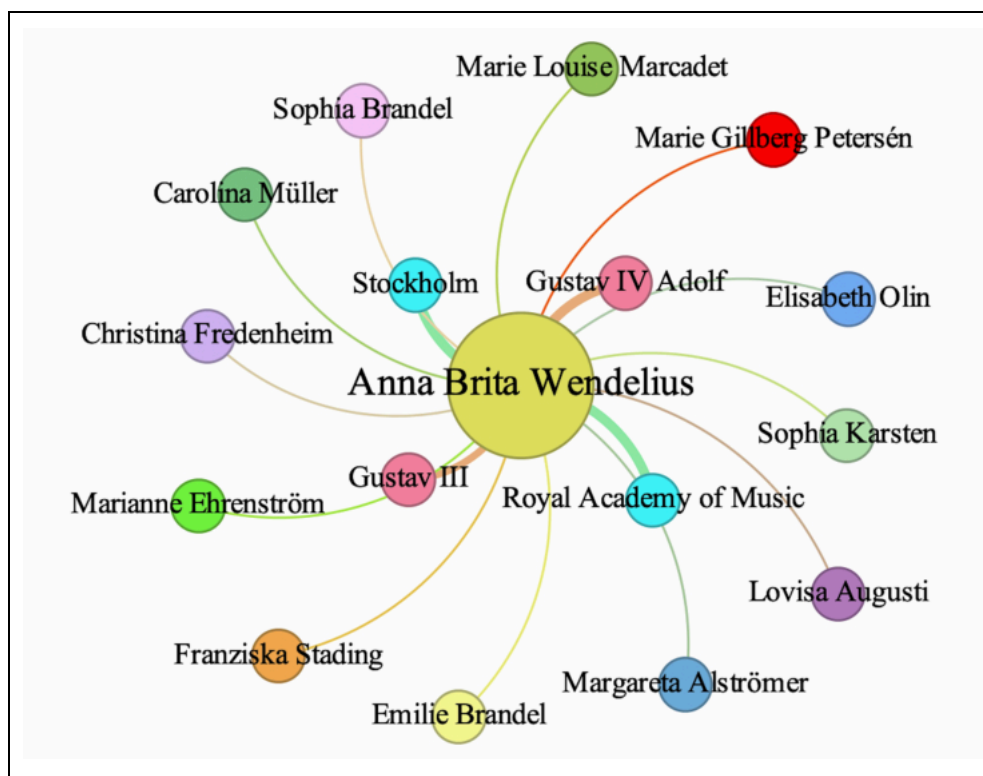 Marie Louise Marcadet
Sophia Brandel
Marie Gillberg Petersén
Carolina Müller
Stockholm
Gustav IV Adolf
Elisabeth Olin
Christina Fredenheim
Anna Brita Wendelius
Sophia Karsten
Gustav III
Marianne Ehrenström
Royal Academy of Music
Lovisa Augusti
Franziska Stading
Margareta Alströmer
Emilie Brandel